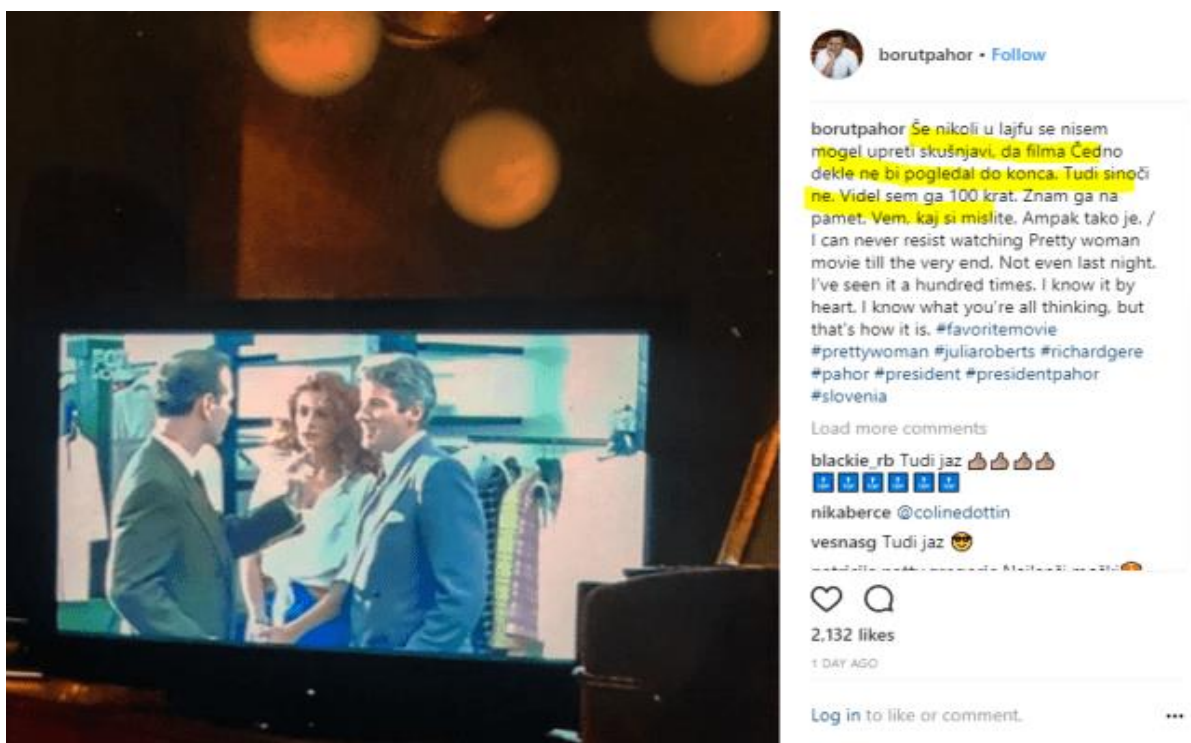 borutpahor • Follow
borutpahor Še nikoli u lajfu se nisem
mogel upreti skušnjavi, da filma Čedno
dekle ne bi pogledal do konca. Tudi sinoči
ne. Videl sem ga 100 krat. Znam ga na
pamet. Vem, kaj si mislite. Ampak tako je. /
I can never resist watching Pretty woman
movie till the very end. Not even last night.
I've seen it a hundred times. I know it by
heart. I know what you're all thinking, but
that's how it is. #favoritemovie
#prettywoman #juliaroberts #richardgere
#pahor #president #presidentpahor
#slovenia
Load more comments
blackie_rb Tudi jaz
nikaberce @colinedottin
vesnasg Tudi jaz
2,132 likes
1 DAY AGO
Log in to like or comment.